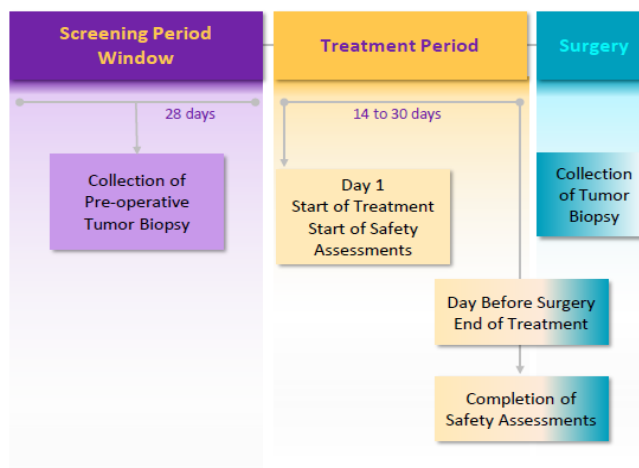 Screening Period
Window
Treatment Period
Surgery
28 days
14 to 30 days
Collection of
Pre-operative
Tumor Biopsy
Day 1
Start of Treatment
Start of Safety
Assessments
Collection
of Tumor
Biopsy
Day Before Surgery
End of Treatment
Completion of
Safety Assessments